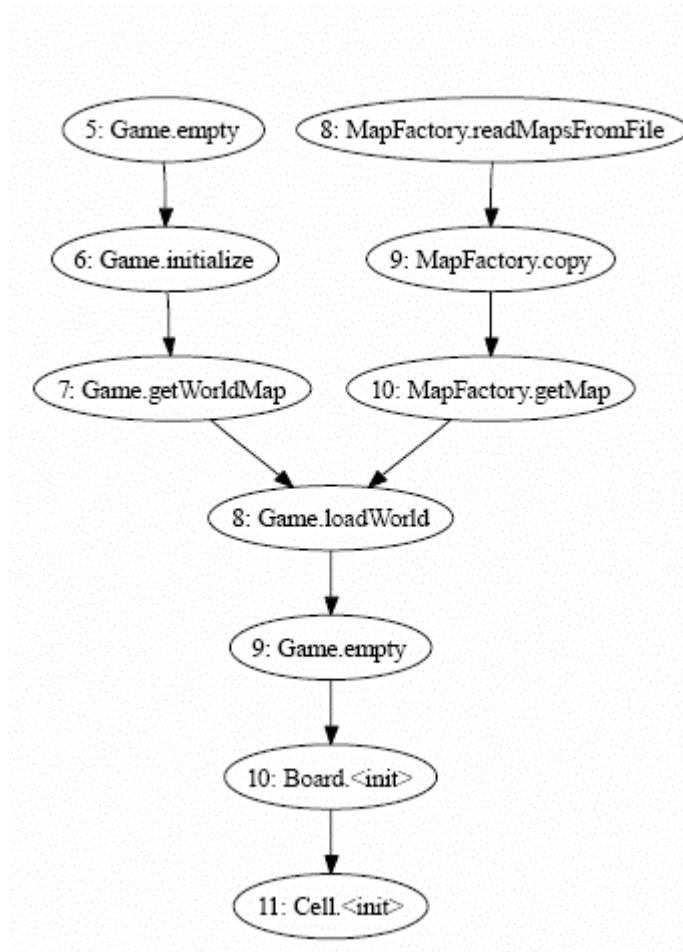 5: Game.empty
8: MapFactory.readMapsFromFile
6: Game.initialize
9: MapFactory.copy
7: Game.getWorldMap
10: MapFactory.getMap
8: Game.loadWorld
9: Game.empty
10: Board.<init>
11: Cell.<init>